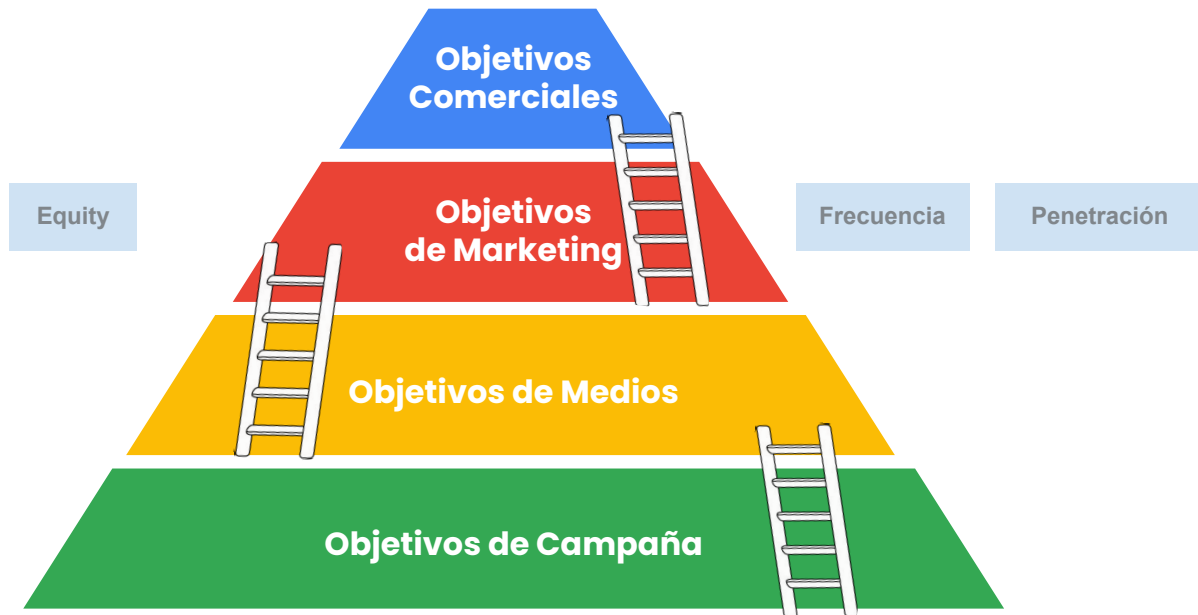 Objetivos
Comerciales
Equity
Objetivos
de Marketing
Frecuencia
Penetración
Objetivos de Medios
Objetivos de Campaña